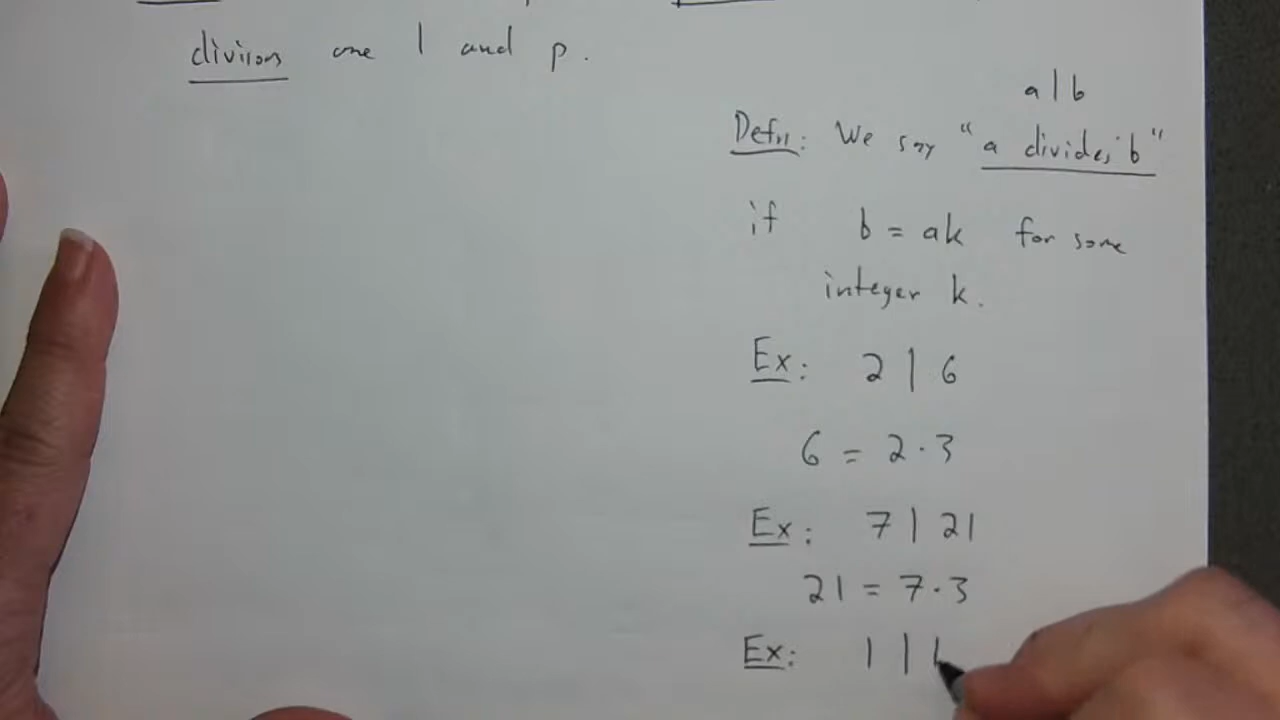 divisors are 1 and p.
a | b
Defn: We say "a divides b"
if b = ak for some
integer k.
Ex: 2 | 6
6 = 2 · 3
Ex: 7 | 21
21 = 7 · 3
Ex: 1 |